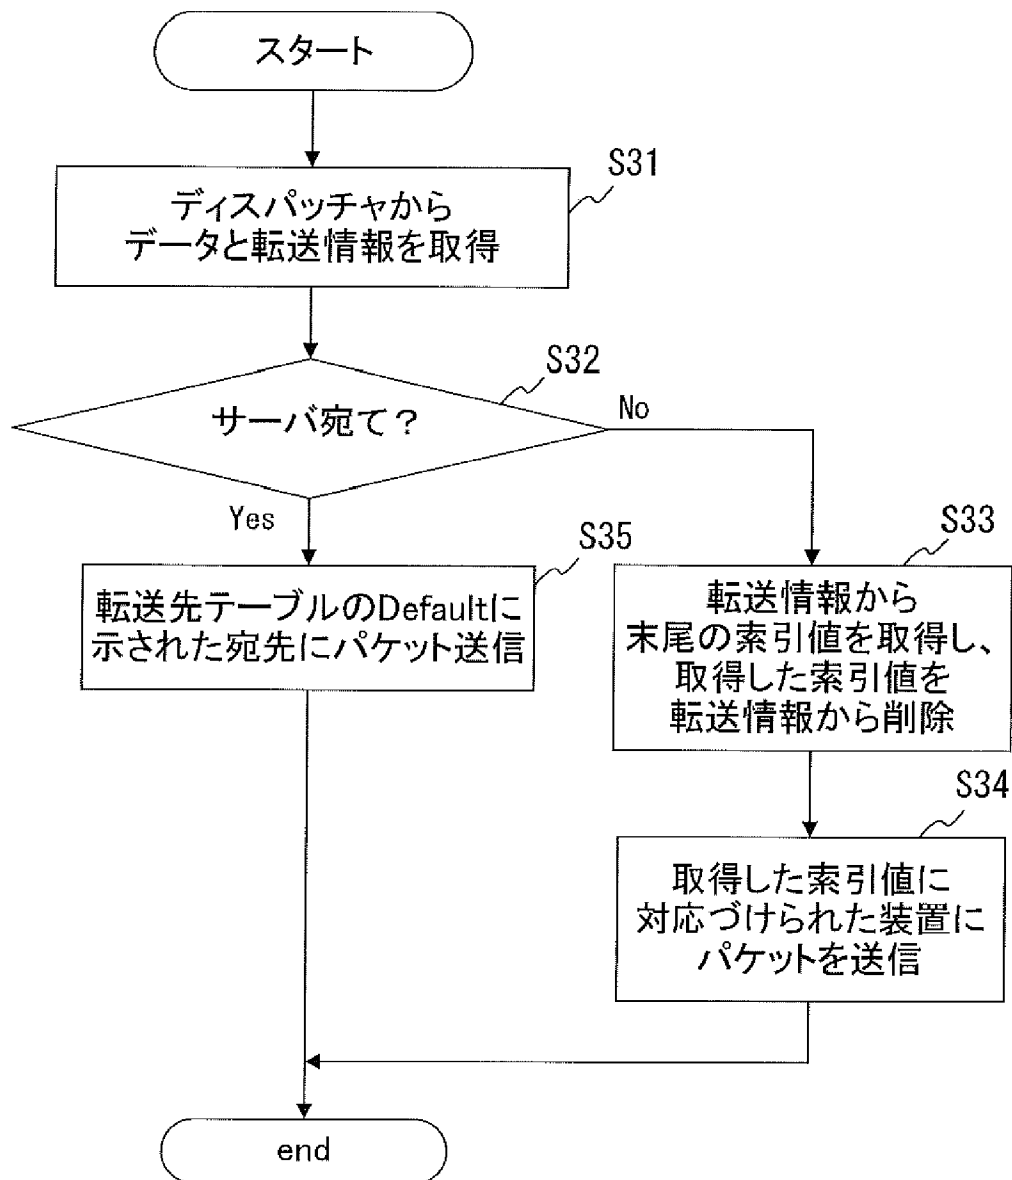 スタート
S31
ディスパッチャから
データと転送情報を取得
S32
サーバ宛て？
No
Yes
S35
転送先テーブルのDefaultに
示された宛先にパケット送信
S33
転送情報から
末尾の索引値を取得し、
取得した索引値を
転送情報から削除
S34
取得した索引値に
対応づけられた装置に
パケットを送信
end